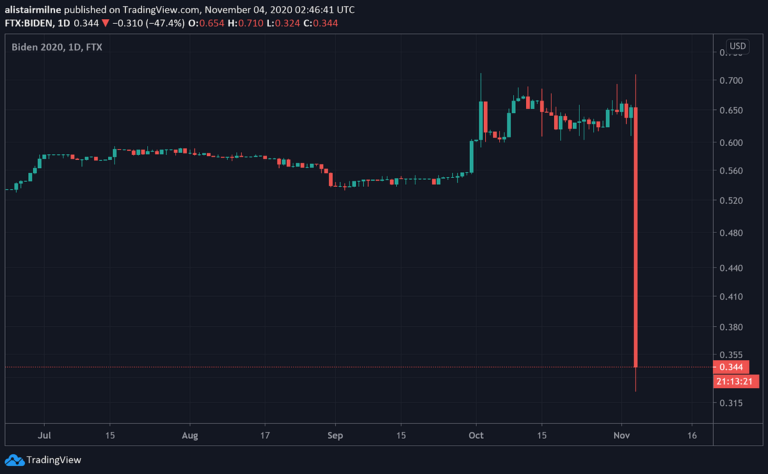 alistairmilne published on TradingView.com, November 04, 2020 02:46:41 UTC
FTX:BIDEN, 1D 0.344 ▼ −0.310 (−47.4%) O:0.654 H:0.710 L:0.324 C:0.344
Biden 2020, 1D, FTX
USD
0.700
0.650
0.600
0.560
0.520
0.480
0.440
0.410
0.380
0.355
0.344
21:13:21
0.315
Jul 15 Aug 17 Sep 15 Oct 15 Nov 16
TradingView